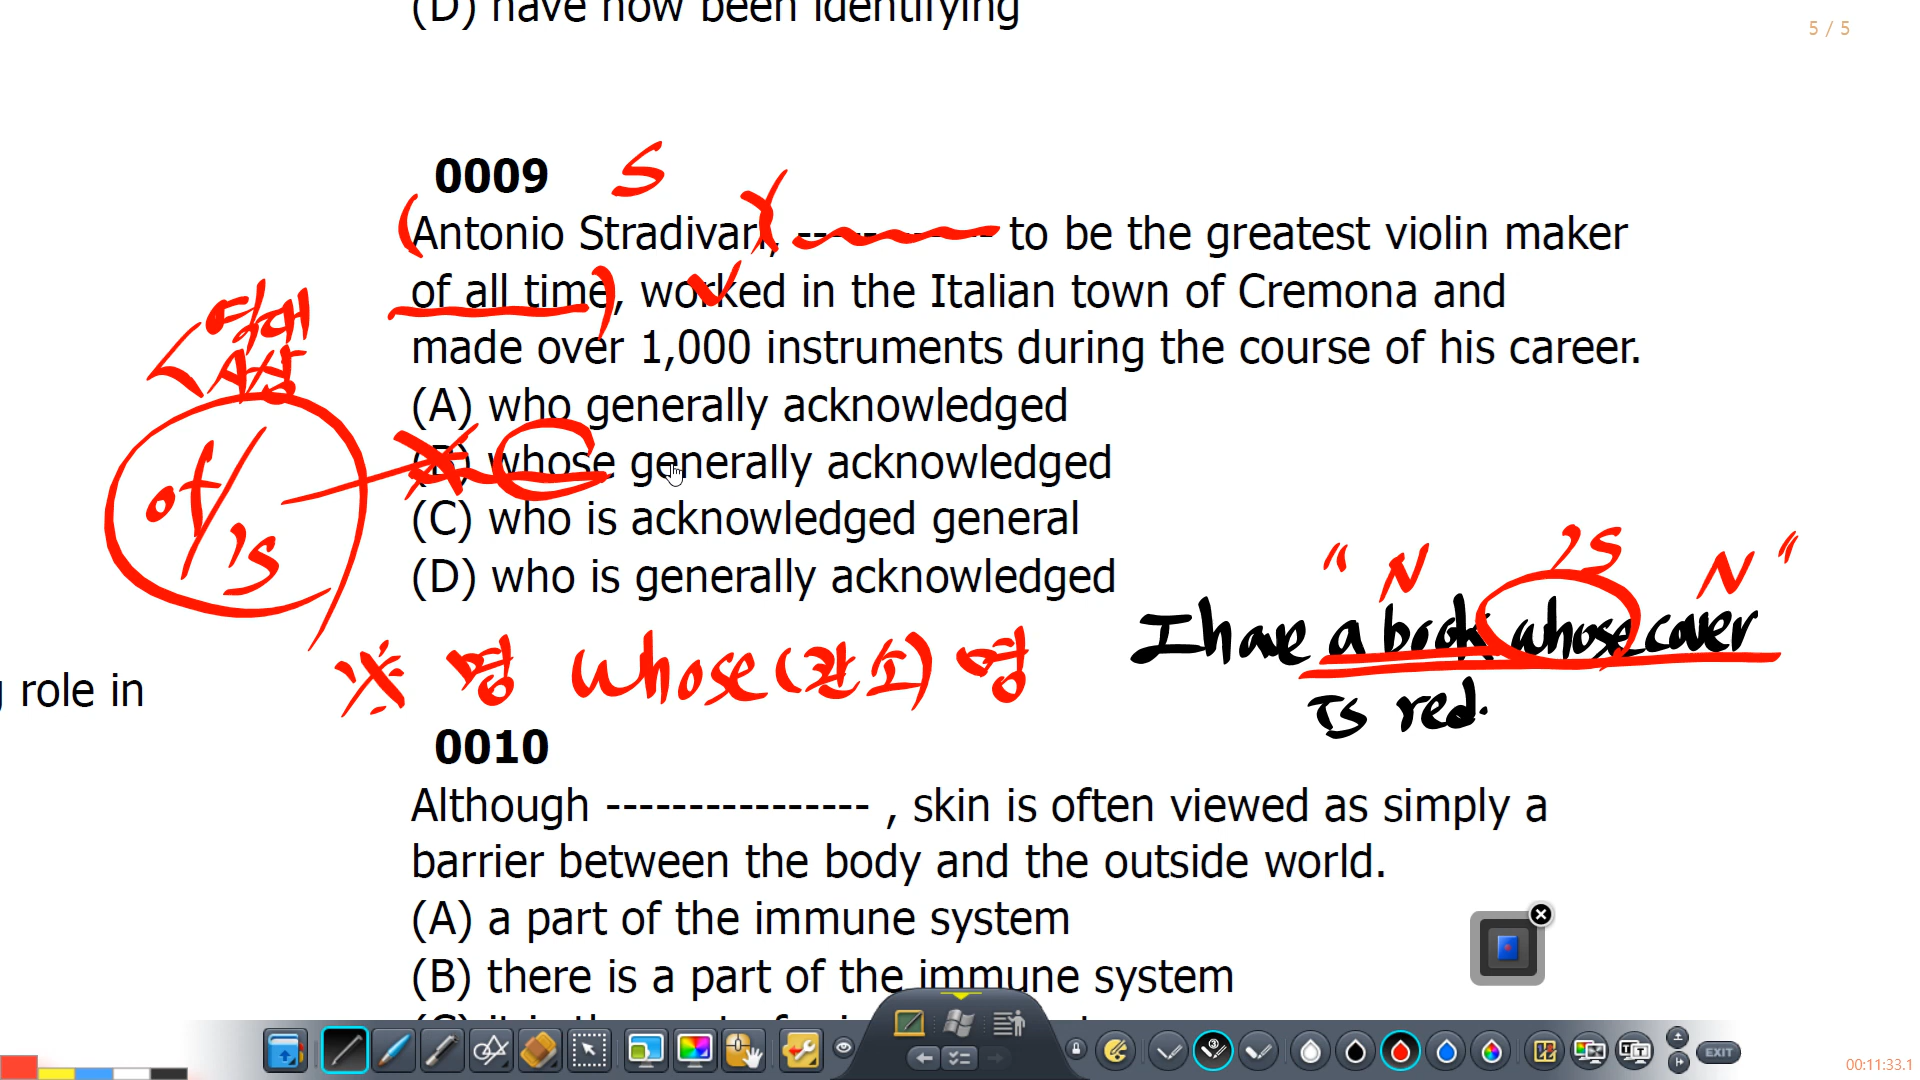 (D) have now been identifying
5 / 5
0009
S
Antonio Stradivari, ------------ to be the greatest violin maker
of all time, worked in the Italian town of Cremona and
made over 1,000 instruments during the course of his career.
(A) who generally acknowledged
(B) whose generally acknowledged
(C) who is acknowledged general
(D) who is generally acknowledged
역대
사상
of / 's
" N 's N "
I have a book whose cover
is red.
※ 명 whose (관소) 명
g role in
0010
Although ---------------- , skin is often viewed as simply a
barrier between the body and the outside world.
(A) a part of the immune system
(B) there is a part of the immune system
EXIT
00:11:33.1